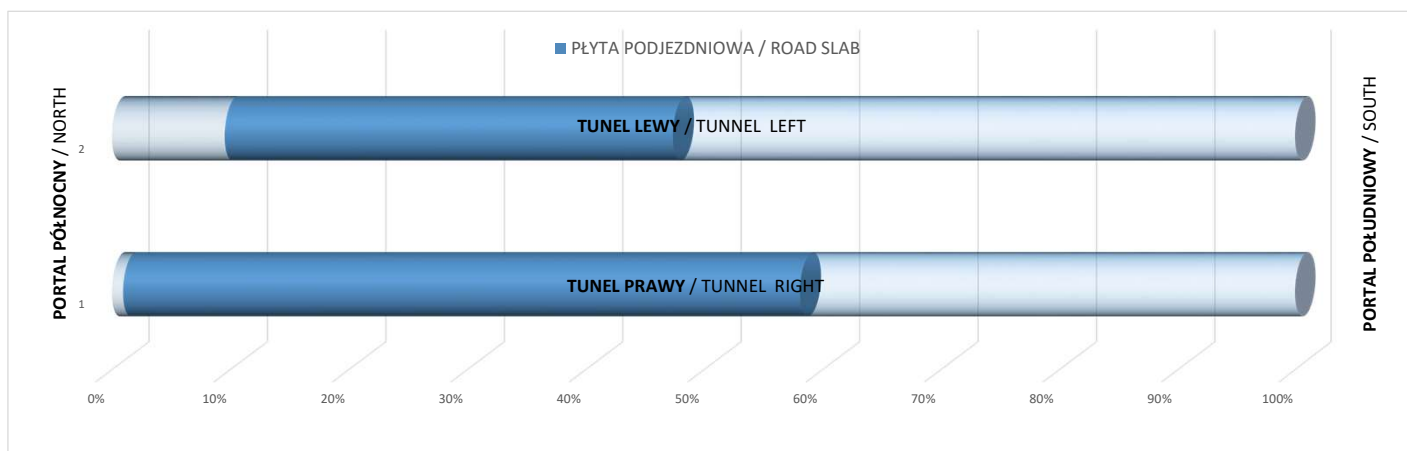 PŁYTA PODJEZDNIOWA / ROAD SLAB
PORTAL PÓŁNOCNY / NORTH
2
TUNEL LEWY / TUNNEL LEFT
1
TUNEL PRAWY / TUNNEL RIGHT
PORTAL POŁUDNIOWY / SOUTH
0% 10% 20% 30% 40% 50% 60% 70% 80% 90% 100%